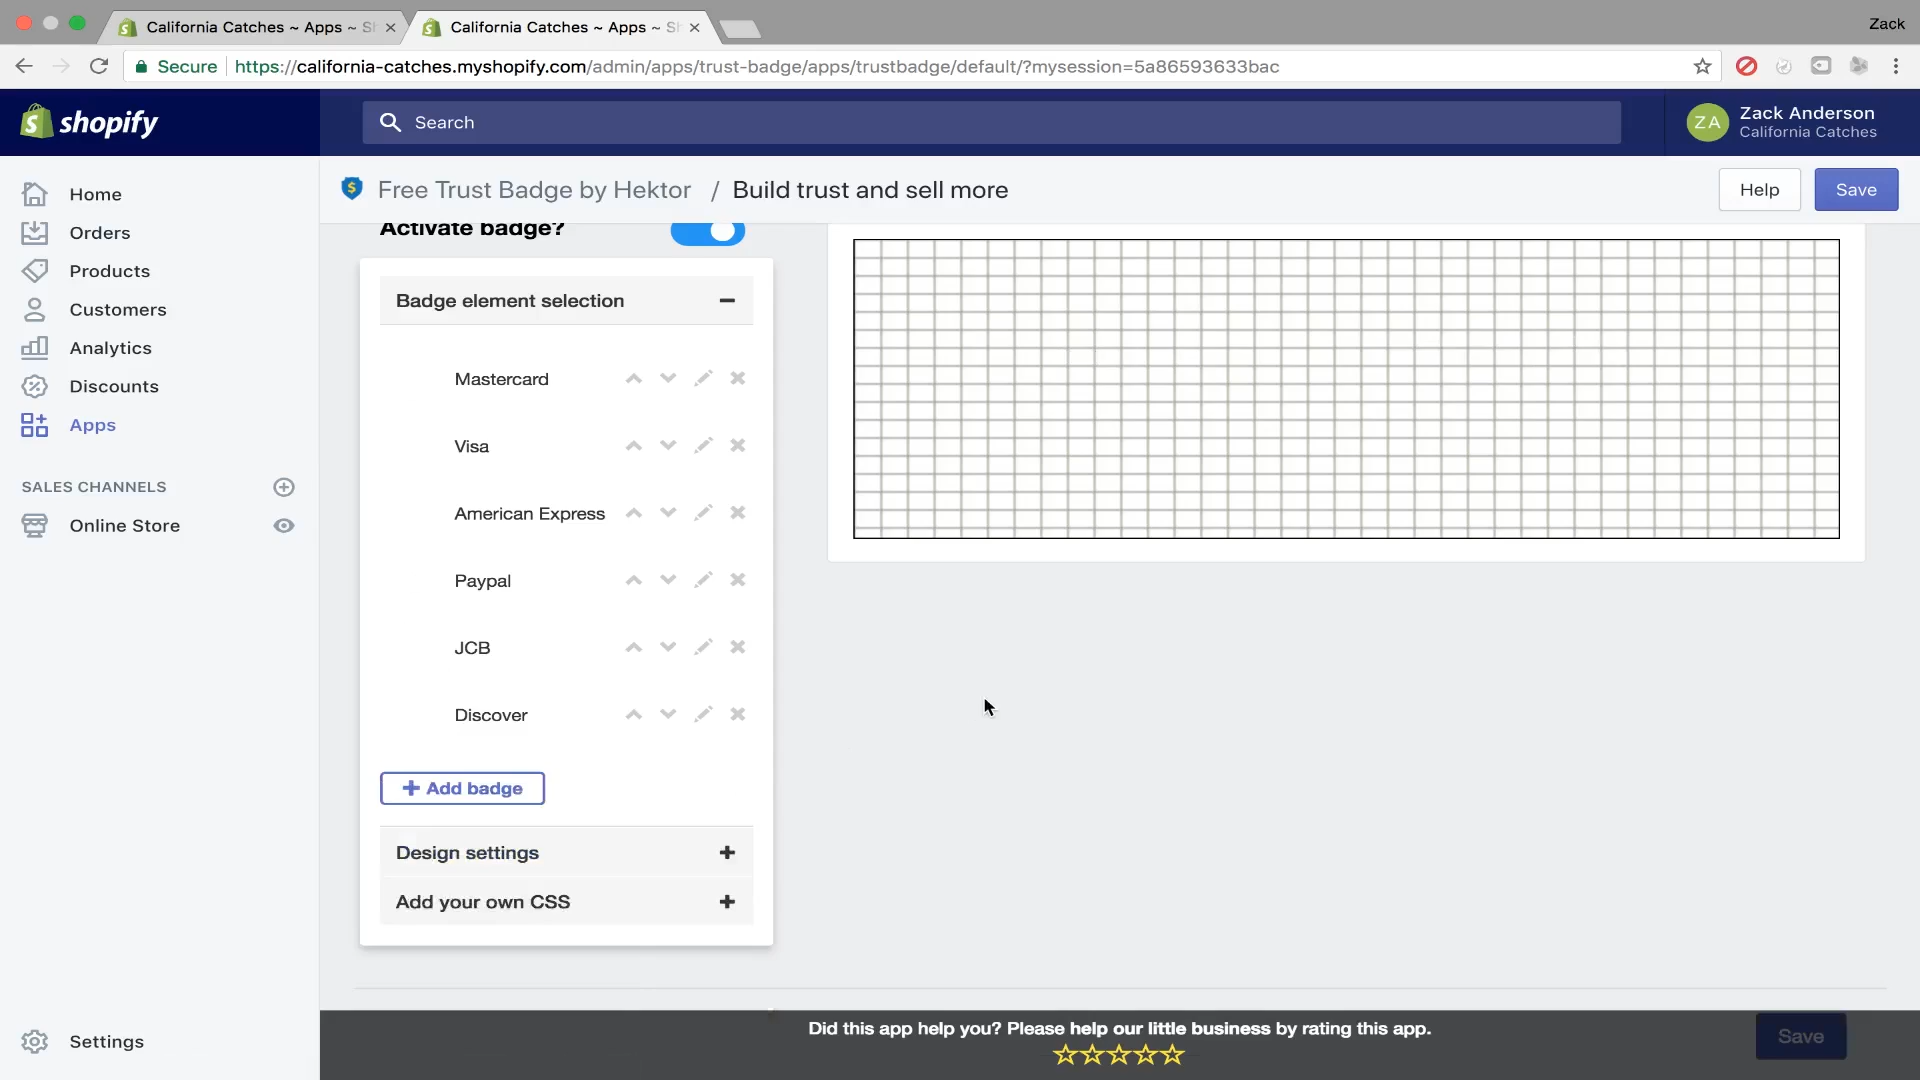 California Catches ~ Apps ~ Sh
California Catches ~ Apps ~ Sh
Zack
Secure
https://california-catches.myshopify.com/admin/apps/trust-badge/apps/trustbadge/default/?mysession=5a86593633bac
shopify
Search
ZA
Zack Anderson
California Catches
Free Trust Badge by Hektor / Build trust and sell more
Help
Save
Home
Orders
Products
Customers
Analytics
Discounts
Apps
SALES CHANNELS
Online Store
Settings
Activate badge?
Badge element selection
Mastercard
Visa
American Express
Paypal
JCB
Discover
+ Add badge
Design settings
Add your own CSS
Did this app help you? Please help our little business by rating this app.
Save